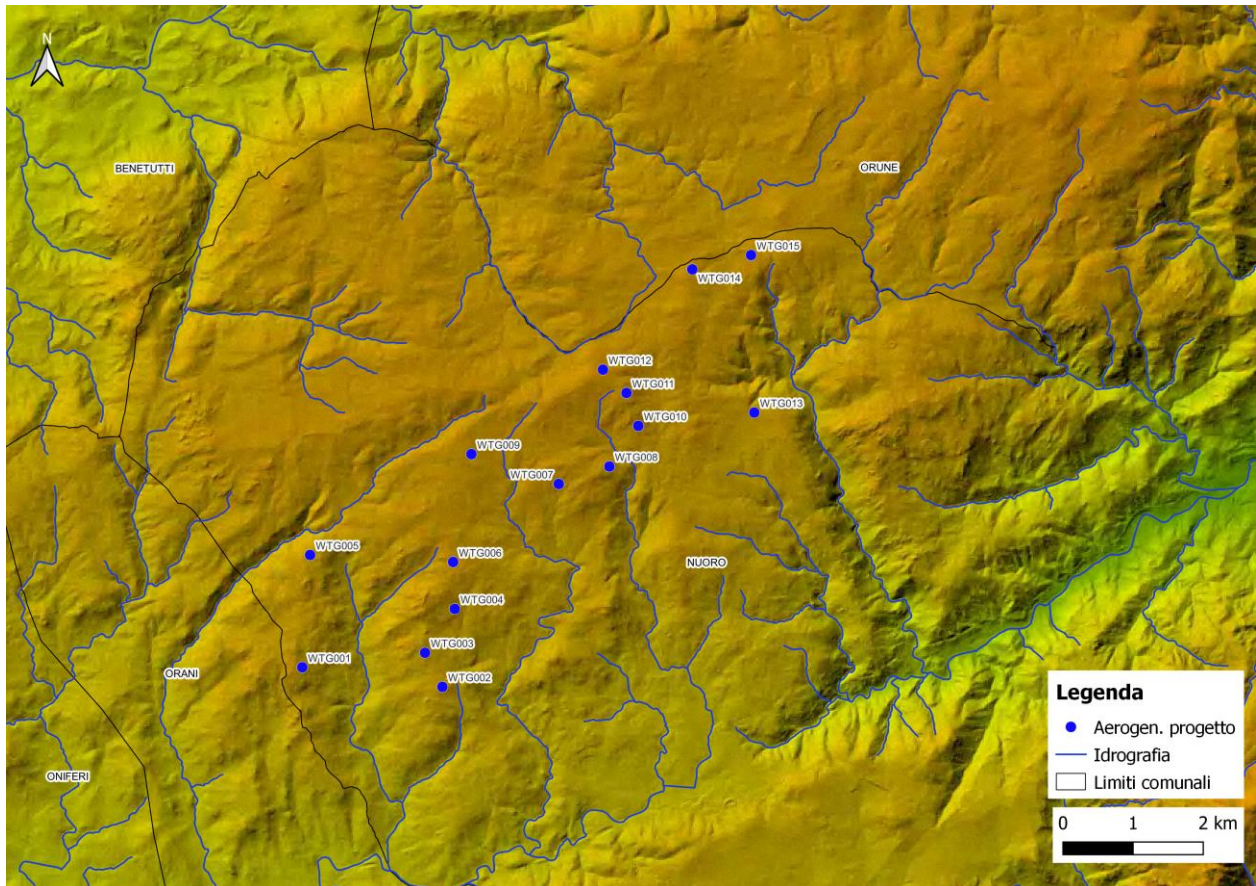 N
BENETUTTI
ORUNE
WTG015
WTG014
WTG012
WTG011
WTG013
WTG010
WTG009
WTG008
WTG007
WTG005
WTG006
NUORO
WTG004
WTG003
WTG001
ORANI
WTG002
ONIFERI
Legenda
Aerogen. progetto
Idrografia
Limiti comunali
0 1 2 km